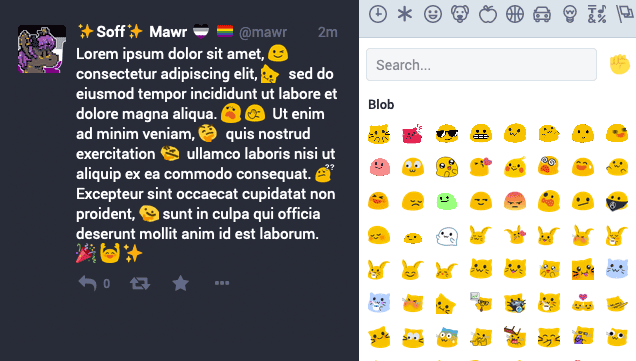 ✨Soff✨ Mawr @mawr 2m
Lorem ipsum dolor sit amet,
consectetur adipiscing elit, sed do
eiusmod tempor incididunt ut labore et
dolore magna aliqua. Ut enim
ad minim veniam, quis nostrud
exercitation ullamco laboris nisi ut
aliquip ex ea commodo consequat.
Excepteur sint occaecat cupidatat non
proident, sunt in culpa qui officia
deserunt mollit anim id est laborum.
0
Search...
Blob